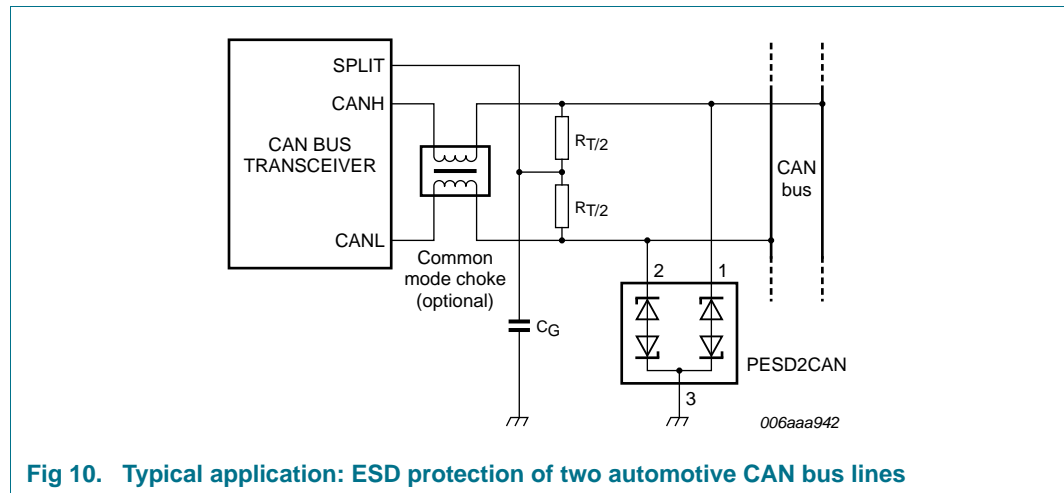 SPLIT
CANH
CAN BUS
TRANSCEIVER
CANL
Common
mode choke
(optional)
RT/2
RT/2
CG
CAN
bus
2
1
PESD2CAN
3
006aaa942
Fig 10. Typical application: ESD protection of two automotive CAN bus lines